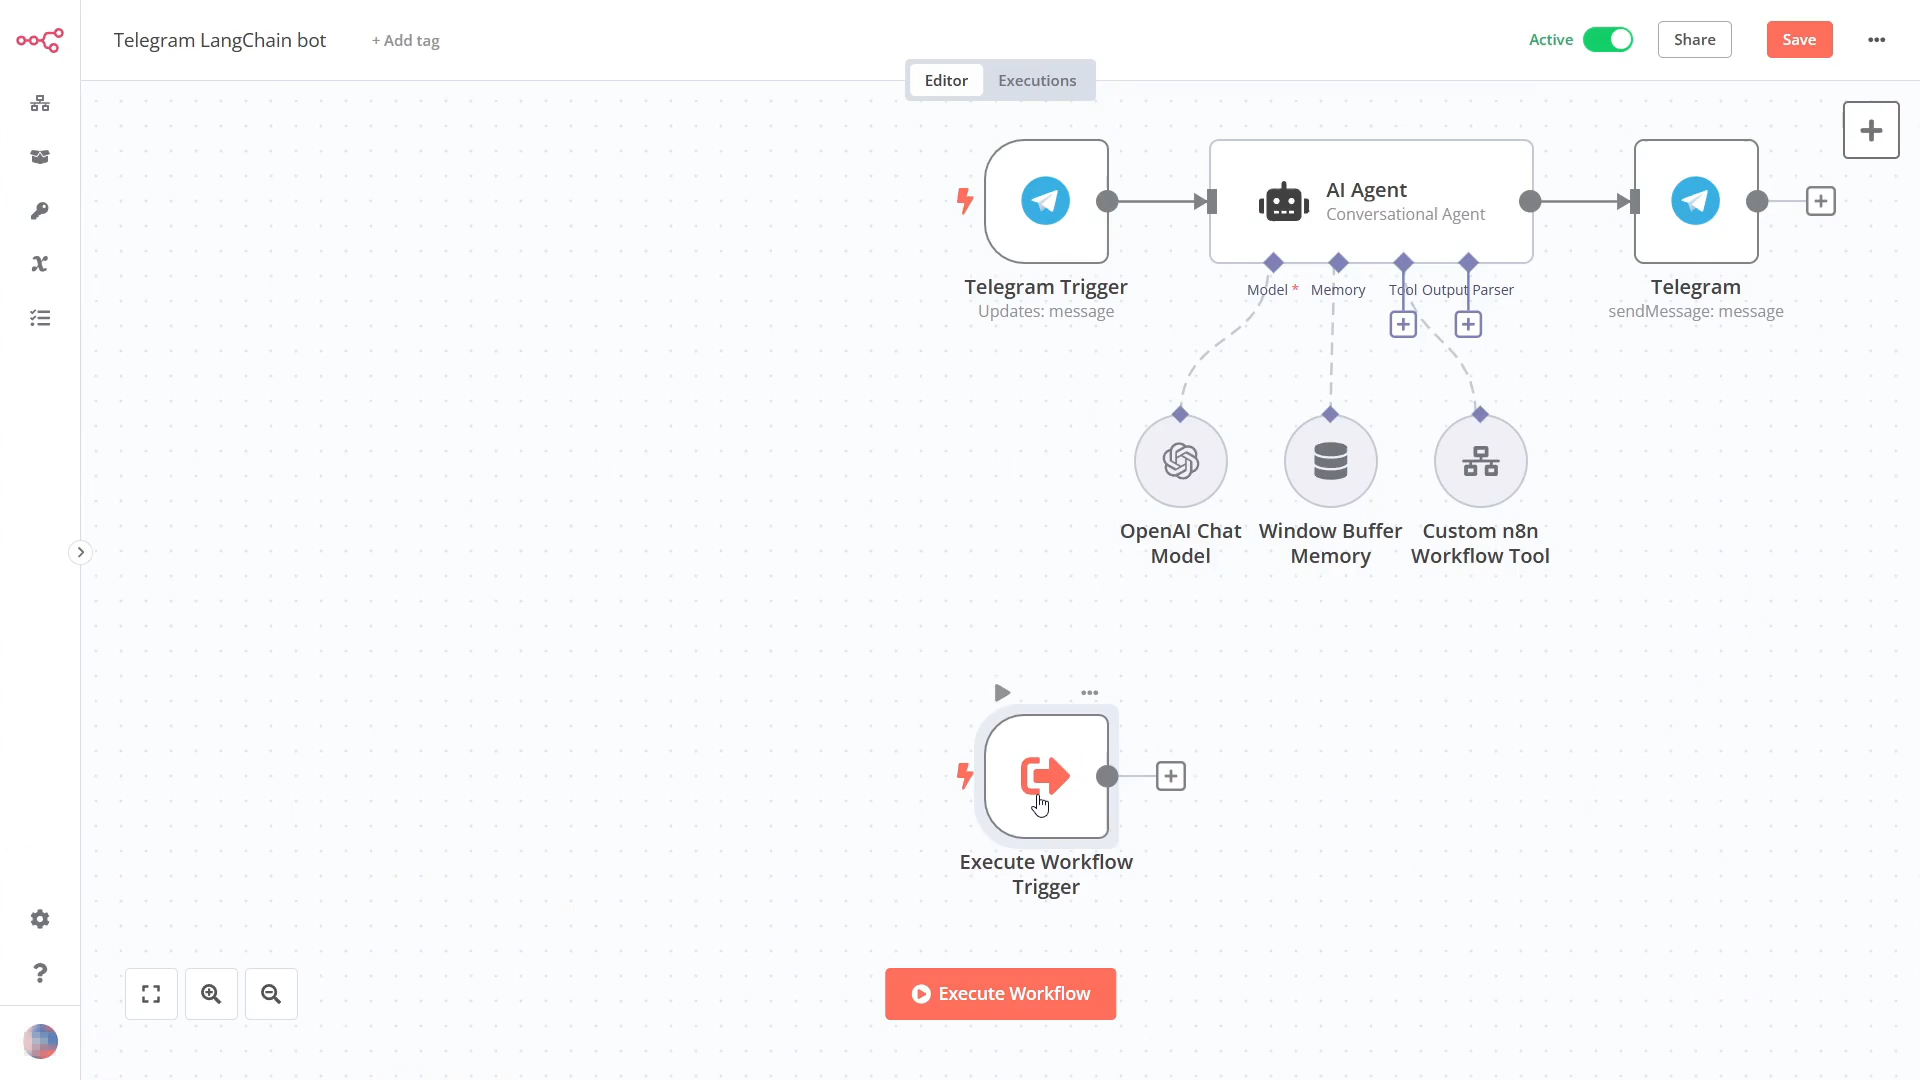 Telegram LangChain bot
+ Add tag
Active
Share
Save
Editor
Executions
AI Agent
Conversational Agent
Telegram Trigger
Updates: message
Model *
Memory
Tool
Output Parser
Telegram
sendMessage: message
OpenAI Chat
Model
Window Buffer
Memory
Custom n8n
Workflow Tool
Execute Workflow
Trigger
Execute Workflow